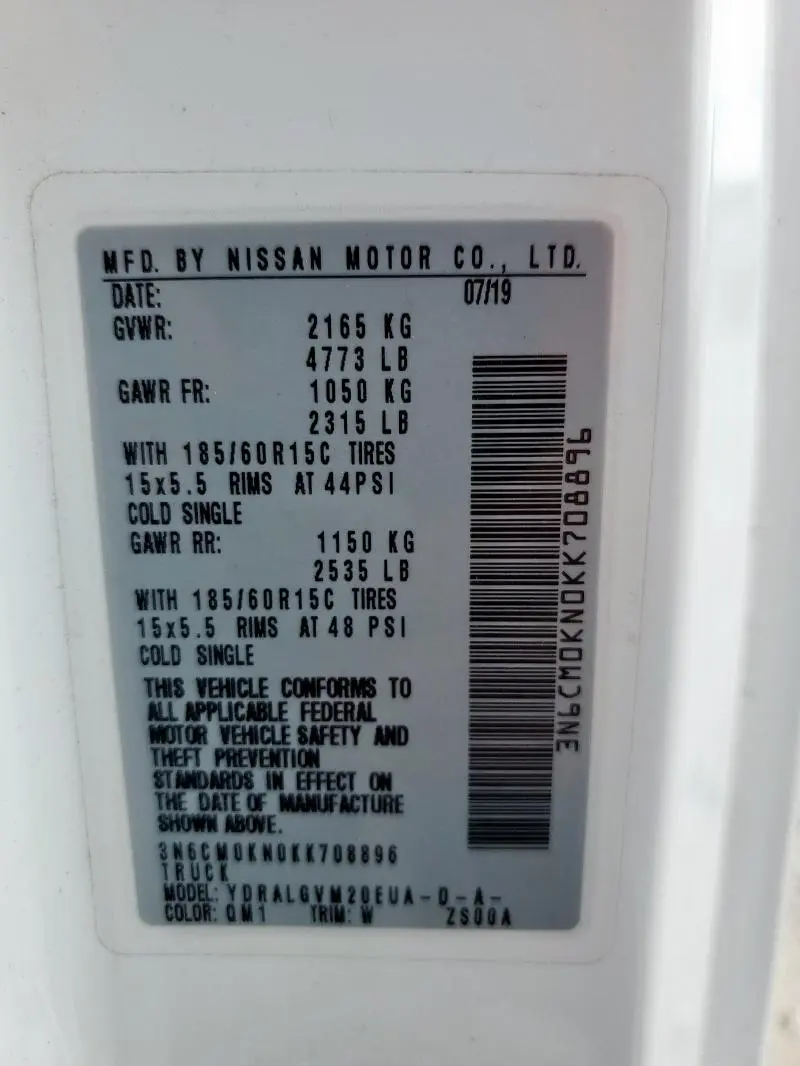 MFD. BY NISSAN MOTOR CO., LTD.
DATE: 07/19
GVWR: 2165 KG
4773 LB
GAWR FR: 1050 KG
2315 LB
WITH 185/60R15C TIRES
15x5.5 RIMS AT 44PSI
COLD SINGLE
GAWR RR: 1150 KG
2535 LB
WITH 185/60R15C TIRES
15x5.5 RIMS AT 48 PSI
COLD SINGLE
THIS VEHICLE CONFORMS TO
ALL APPLICABLE FEDERAL
MOTOR VEHICLE SAFETY AND
THEFT PREVENTION
STANDARDS IN EFFECT ON
THE DATE OF MANUFACTURE
SHOWN ABOVE.
3N6CM0KN0KK708896
TRUCK
MODEL: YDRALGVM20EUA-D-A-
COLOR: QM1 TRIM: W ZS00A
3N6CM0KN0KK708896